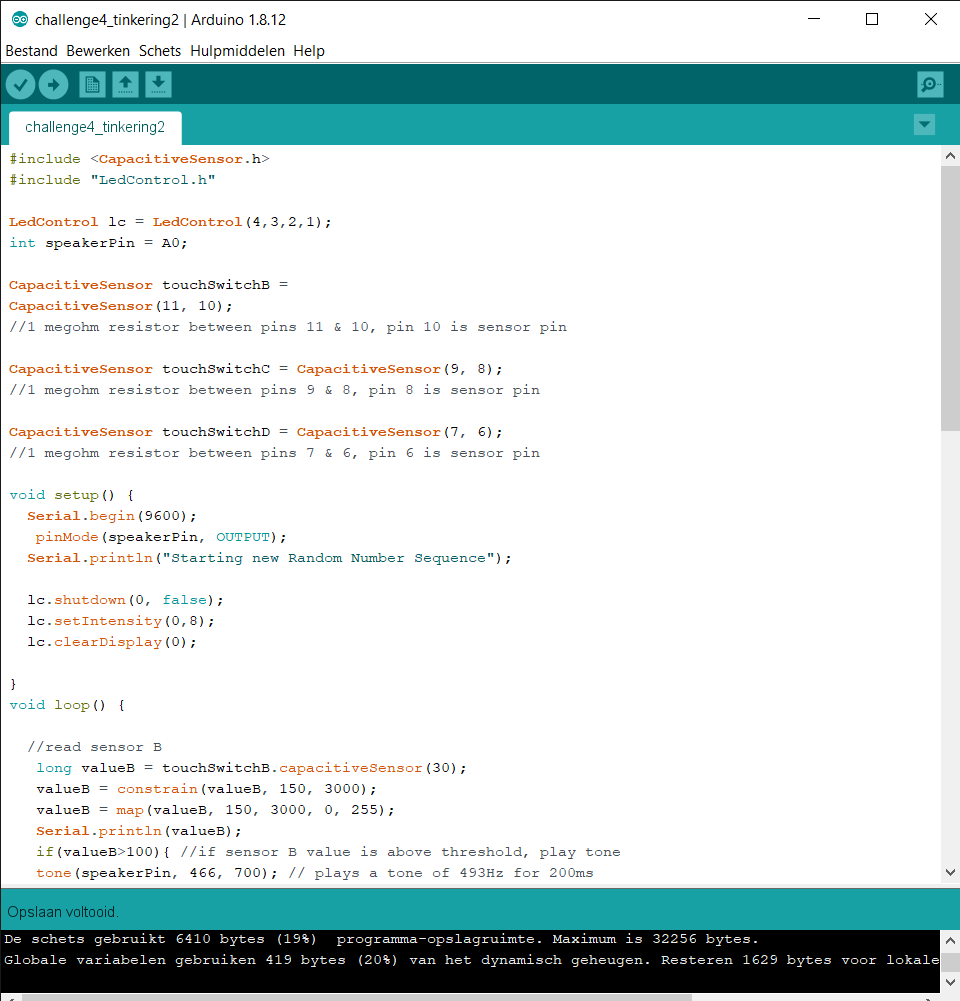 challenge4_tinkering2 | Arduino 1.8.12
Bestand Bewerken Schets Hulpmiddelen Help
challenge4_tinkering2
#include <CapacitiveSensor.h>
#include "LedControl.h"
LedControl lc = LedControl(4,3,2,1);
int speakerPin = A0;
CapacitiveSensor touchSwitchB =
CapacitiveSensor(11, 10);
//1 megohm resistor between pins 11 & 10, pin 10 is sensor pin
CapacitiveSensor touchSwitchC = CapacitiveSensor(9, 8);
//1 megohm resistor between pins 9 & 8, pin 8 is sensor pin
CapacitiveSensor touchSwitchD = CapacitiveSensor(7, 6);
//1 megohm resistor between pins 7 & 6, pin 6 is sensor pin
void setup() {
Serial.begin(9600);
pinMode(speakerPin, OUTPUT);
Serial.println("Starting new Random Number Sequence");
lc.shutdown(0, false);
lc.setIntensity(0,8);
lc.clearDisplay(0);
}
void loop() {
//read sensor B
long valueB = touchSwitchB.capacitiveSensor(30);
valueB = constrain(valueB, 150, 3000);
valueB = map(valueB, 150, 3000, 0, 255);
Serial.println(valueB);
if(valueB>100){ //if sensor B value is above threshold, play tone
tone(speakerPin, 466, 700); // plays a tone of 493Hz for 200ms
Opslaan voltooid.
De schets gebruikt 6410 bytes (19%)  programma-opslagruimte. Maximum is 32256 bytes.
Globale variabelen gebruiken 419 bytes (20%) van het dynamisch geheugen. Resteren 1629 bytes voor lokale